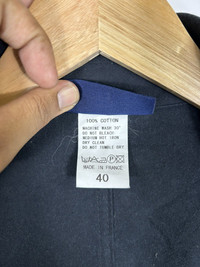 100% COTTON
MACHINE WASH 30°
DO NOT BLEACH
MEDIUM HOT IRON
DRY CLEAN
DO NOT TUMBLE DRY
MADE IN FRANCE
40